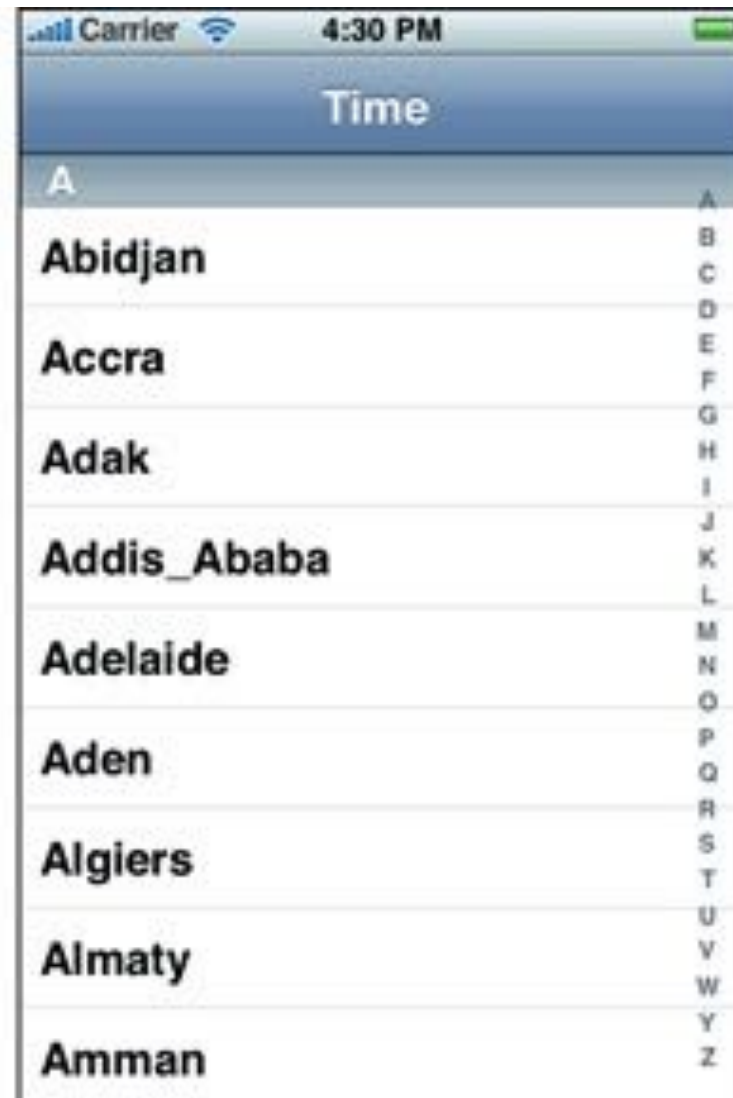 Carrier 4:30 PM
Time
A
Abidjan
Accra
Adak
Addis_Ababa
Adelaide
Aden
Algiers
Almaty
Amman
A
B
C
D
E
F
G
H
I
J
K
L
M
N
O
P
Q
R
S
T
U
V
W
Y
Z